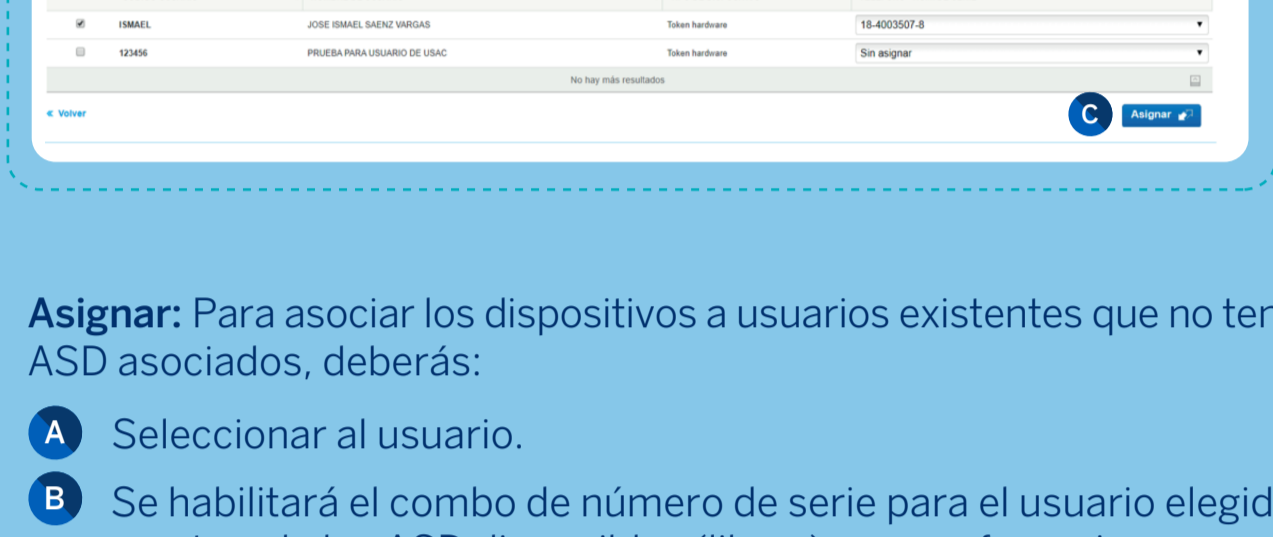 ISMAEL JOSE ISMAEL SAENZ VARGAS Token hardware 18-4003507-8
123456 PRUEBA PARA USUARIO DE USAC Token hardware Sin asignar
No hay más resultados
« Volver C Asignar
Asignar: Para asociar los dispositivos a usuarios existentes que no ten
ASD asociados, deberás:
A Seleccionar al usuario.
B Se habilitará el combo de número de serie para el usuario elegid